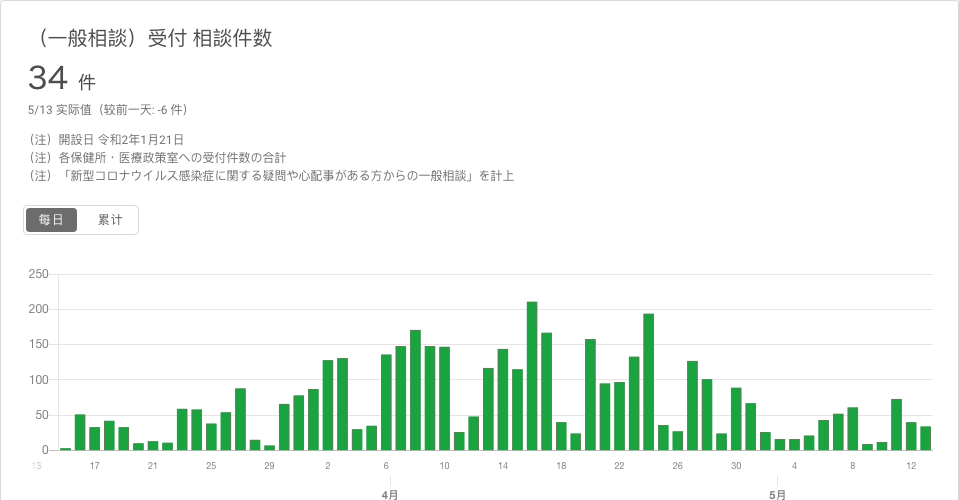 （一般相談）受付 相談件数
34 件
5/13 实际值（较前一天: -6 件）
（注）開設日 令和2年1月21日
（注）各保健所・医療政策室への受付件数の合計
（注）「新型コロナウイルス感染症に関する疑問や心配事がある方からの一般相談」を計上
每日 累计
250
200
150
100
50
0
13 17 21 25 29 2 6 10 14 18 22 26 30 4 8 12
4月 5月